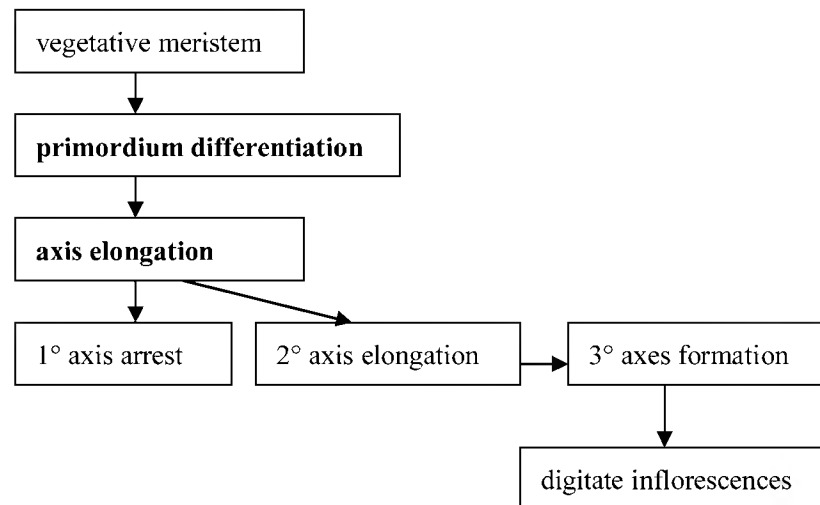 vegetative meristem
primordium differentiation
axis elongation
1° axis arrest
2° axis elongation
3° axes formation
digitate inflorescences